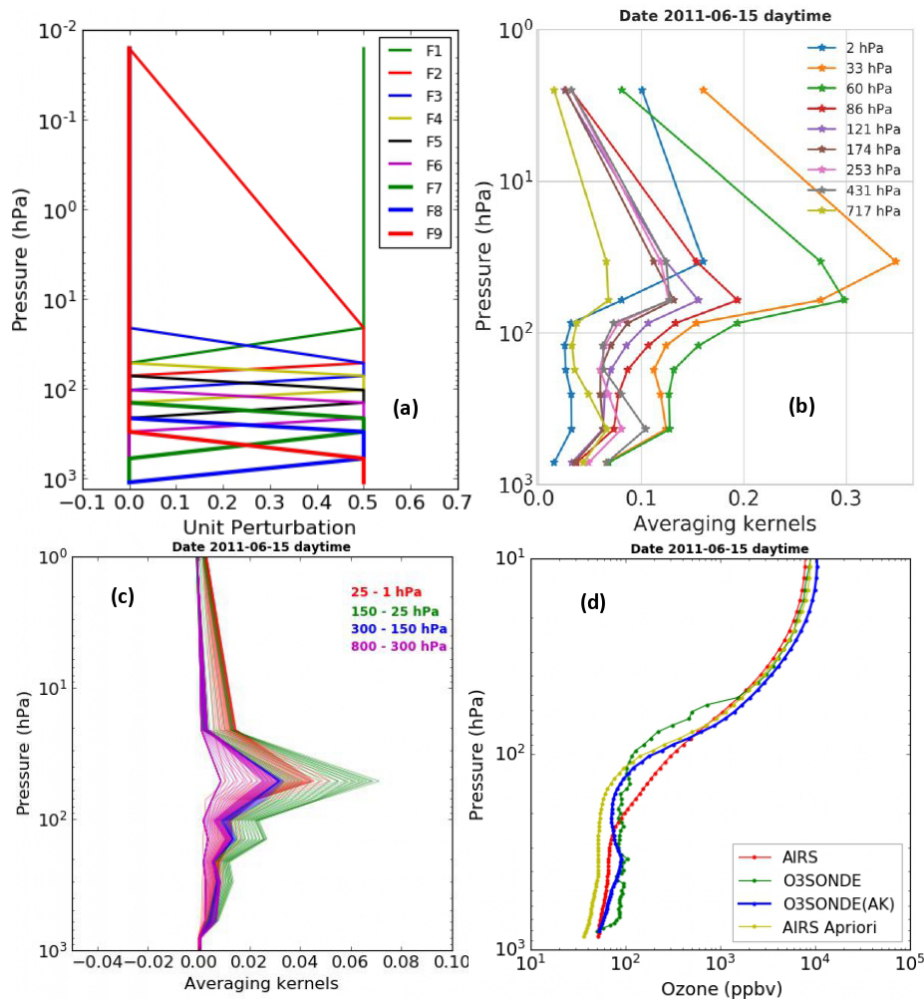 10^-2
10^-1
10^0
10^1
10^2
10^3
Pressure (hPa)
−0.1 0.0 0.1 0.2 0.3 0.4 0.5 0.6 0.7
Unit Perturbation
F1
F2
F3
F4
F5
F6
F7
F8
F9
(a)
Date 2011-06-15 daytime
10^0
10^1
10^2
10^3
Pressure (hPa)
0.0 0.1 0.2 0.3
Averaging kernels
2 hPa
33 hPa
60 hPa
86 hPa
121 hPa
174 hPa
253 hPa
431 hPa
717 hPa
(b)
Date 2011-06-15 daytime
10^0
10^1
10^2
10^3
Pressure (hPa)
(c)
25 - 1 hPa
150 - 25 hPa
300 - 150 hPa
800 - 300 hPa
−0.04 −0.02 0.00 0.02 0.04 0.06 0.08 0.10
Averaging kernels
Date 2011-06-15 daytime
10^1
10^2
10^3
Pressure (hPa)
(d)
AIRS
O3SONDE
O3SONDE(AK)
AIRS Apriori
10^1 10^2 10^3 10^4 10^5
Ozone (ppbv)